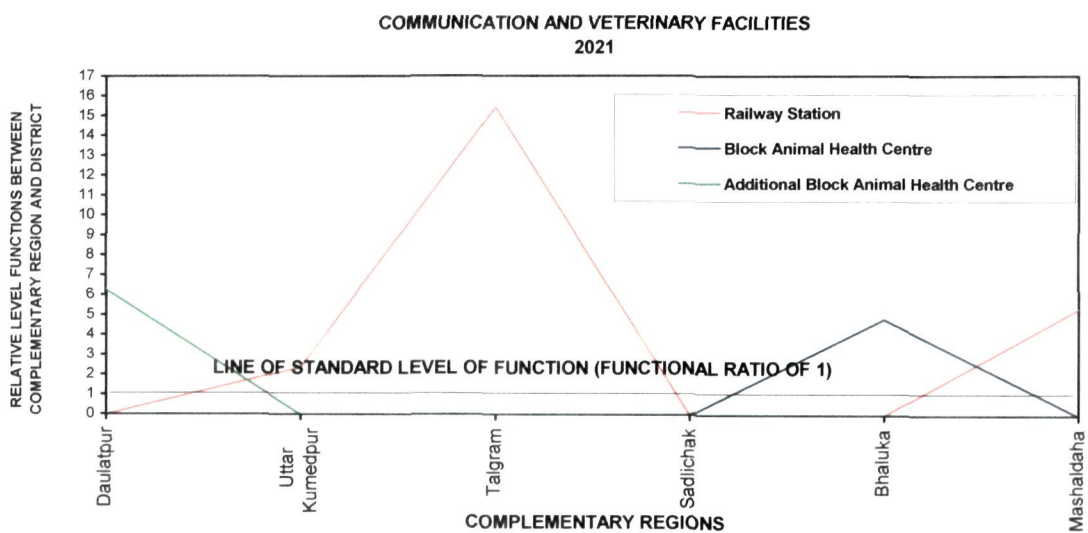 COMMUNICATION AND VETERINARY FACILITIES
2021
RELATIVE LEVEL FUNCTIONS BETWEEN
COMPLEMENTARY REGION AND DISTRICT
17
16
15
14
13
12
11
10
9
8
7
6
5
4
3
2
1
0
Railway Station
Block Animal Health Centre
Additional Block Animal Health Centre
LINE OF STANDARD LEVEL OF FUNCTION (FUNCTIONAL RATIO OF 1)
Daulatpur
Uttar
Kumedpur
Talgram
Sadlichak
Bhaluka
Mashaldaha
COMPLEMENTARY REGIONS